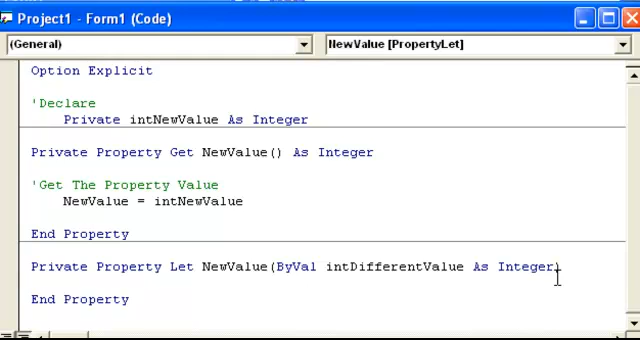 Project1 - Form1 (Code)
(General) NewValue [PropertyLet]
Option Explicit
'Declare
Private intNewValue As Integer
Private Property Get NewValue() As Integer
'Get The Property Value
NewValue = intNewValue
End Property
Private Property Let NewValue(ByVal intDifferentValue As Integer)
End Property